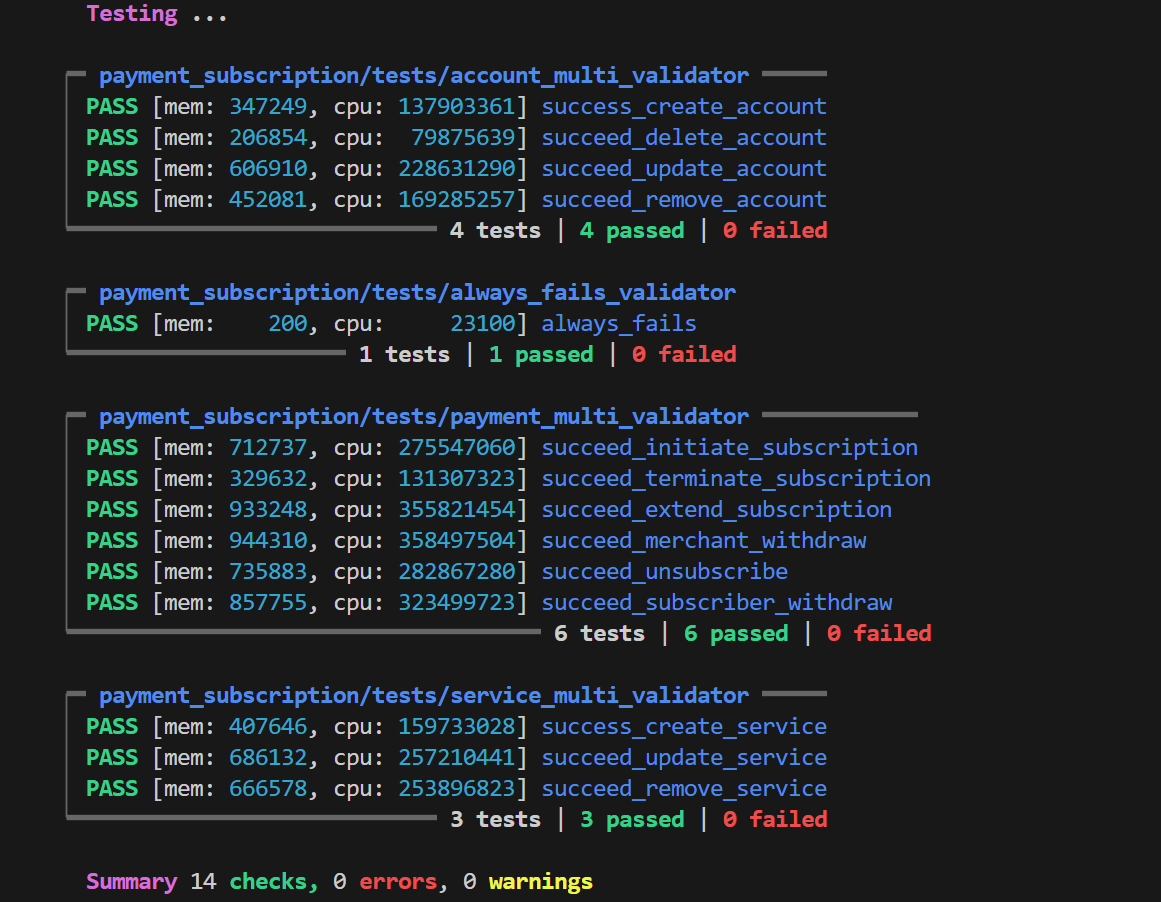 Testing ...
payment_subscription/tests/account_multi_validator
PASS [mem: 347249, cpu: 137903361] success_create_account
PASS [mem: 206854, cpu:  79875639] succeed_delete_account
PASS [mem: 606910, cpu: 228631290] succeed_update_account
PASS [mem: 452081, cpu: 169285257] succeed_remove_account
4 tests | 4 passed | 0 failed
payment_subscription/tests/always_fails_validator
PASS [mem:    200, cpu:     23100] always_fails
1 tests | 1 passed | 0 failed
payment_subscription/tests/payment_multi_validator
PASS [mem: 712737, cpu: 275547060] succeed_initiate_subscription
PASS [mem: 329632, cpu: 131307323] succeed_terminate_subscription
PASS [mem: 933248, cpu: 355821454] succeed_extend_subscription
PASS [mem: 944310, cpu: 358497504] succeed_merchant_withdraw
PASS [mem: 735883, cpu: 282867280] succeed_unsubscribe
PASS [mem: 857755, cpu: 323499723] succeed_subscriber_withdraw
6 tests | 6 passed | 0 failed
payment_subscription/tests/service_multi_validator
PASS [mem: 407646, cpu: 159733028] success_create_service
PASS [mem: 686132, cpu: 257210441] succeed_update_service
PASS [mem: 666578, cpu: 253896823] succeed_remove_service
3 tests | 3 passed | 0 failed
Summary 14 checks, 0 errors, 0 warnings